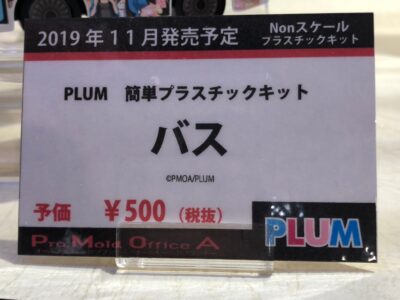 2019年11月発売予定
Nonスケール
プラスチックキット
PLUM 簡単プラスチックキット
バス
©PMOA/PLUM
予価 ¥500（税抜）
Pro.Mold Office A
PLUM